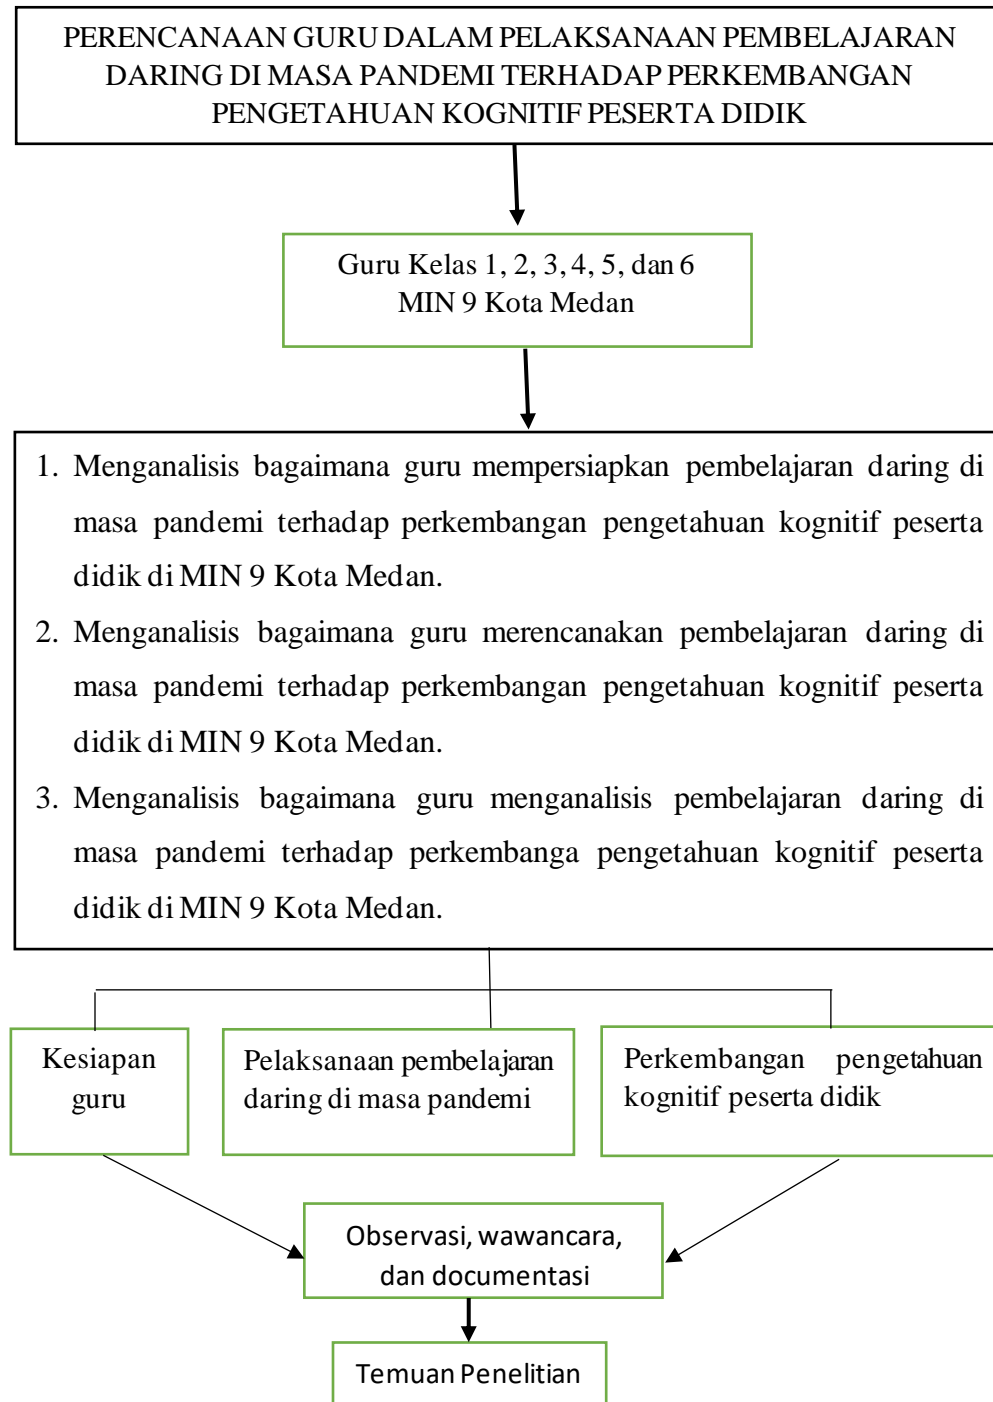 PERENCANAAN GURU DALAM PELAKSANAAN PEMBELAJARAN
DARING DI MASA PANDEMI TERHADAP PERKEMBANGAN
PENGETAHUAN KOGNITIF PESERTA DIDIK
Guru Kelas 1, 2, 3, 4, 5, dan 6
MIN 9 Kota Medan
1. Menganalisis bagaimana guru mempersiapkan pembelajaran daring di
masa pandemi terhadap perkembangan pengetahuan kognitif peserta
didik di MIN 9 Kota Medan.
2. Menganalisis bagaimana guru merencanakan pembelajaran daring di
masa pandemi terhadap perkembangan pengetahuan kognitif peserta
didik di MIN 9 Kota Medan.
3. Menganalisis bagaimana guru menganalisis pembelajaran daring di
masa pandemi terhadap perkembanga pengetahuan kognitif peserta
didik di MIN 9 Kota Medan.
Kesiapan
guru
Pelaksanaan pembelajaran
daring di masa pandemi
Perkembangan pengetahuan
kognitif peserta didik
Observasi, wawancara,
dan documentasi
Temuan Penelitian